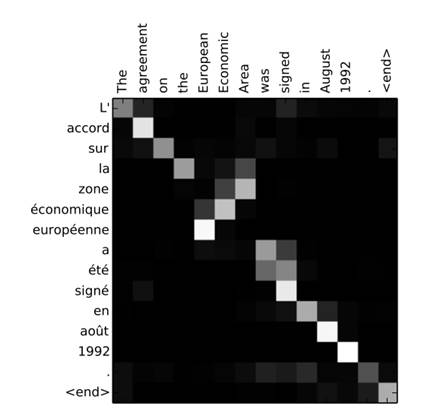 The agreement on the European Economic Area was signed in August 1992 . <end>
L'
accord
sur
la
zone
économique
européenne
a
été
signé
en
août
1992
.
<end>